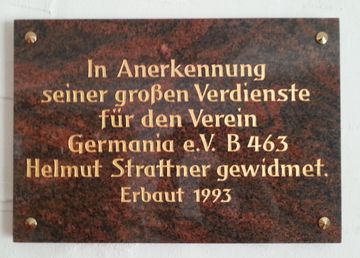 In Anerkennung
seiner großen Verdienste
für den Verein
Germania e.V. B 463
Helmut Strattner gewidmet.
Erbaut 1993